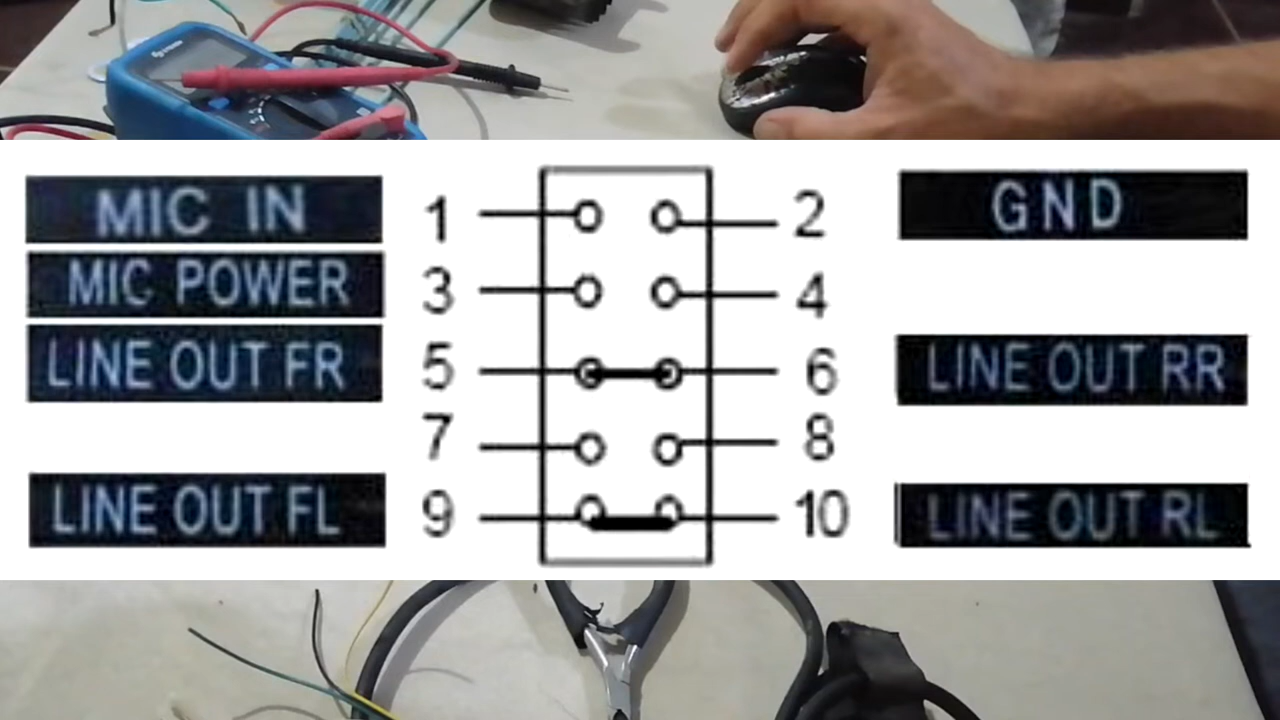 MIC IN 1 2 GND
MIC POWER 3 4
LINE OUT FR 5 6 LINE OUT RR
7 8
LINE OUT FL 9 10 LINE OUT RL